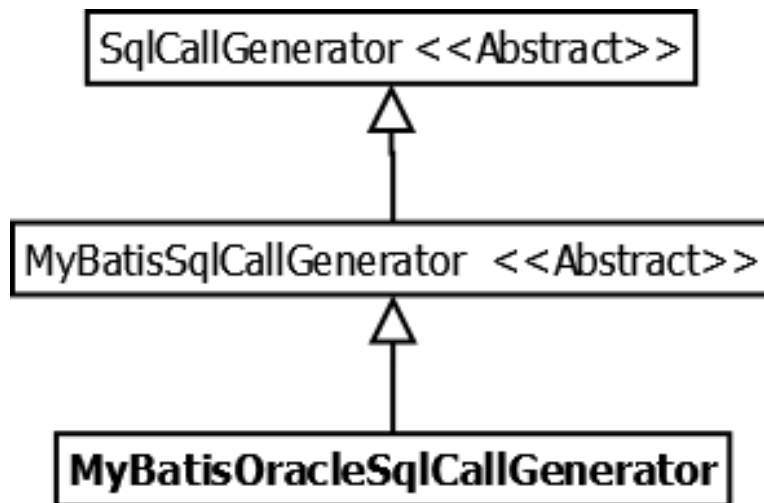 SqlCallGenerator <<Abstract>>
MyBatisSqlCallGenerator <<Abstract>>
MyBatisOracleSqlCallGenerator